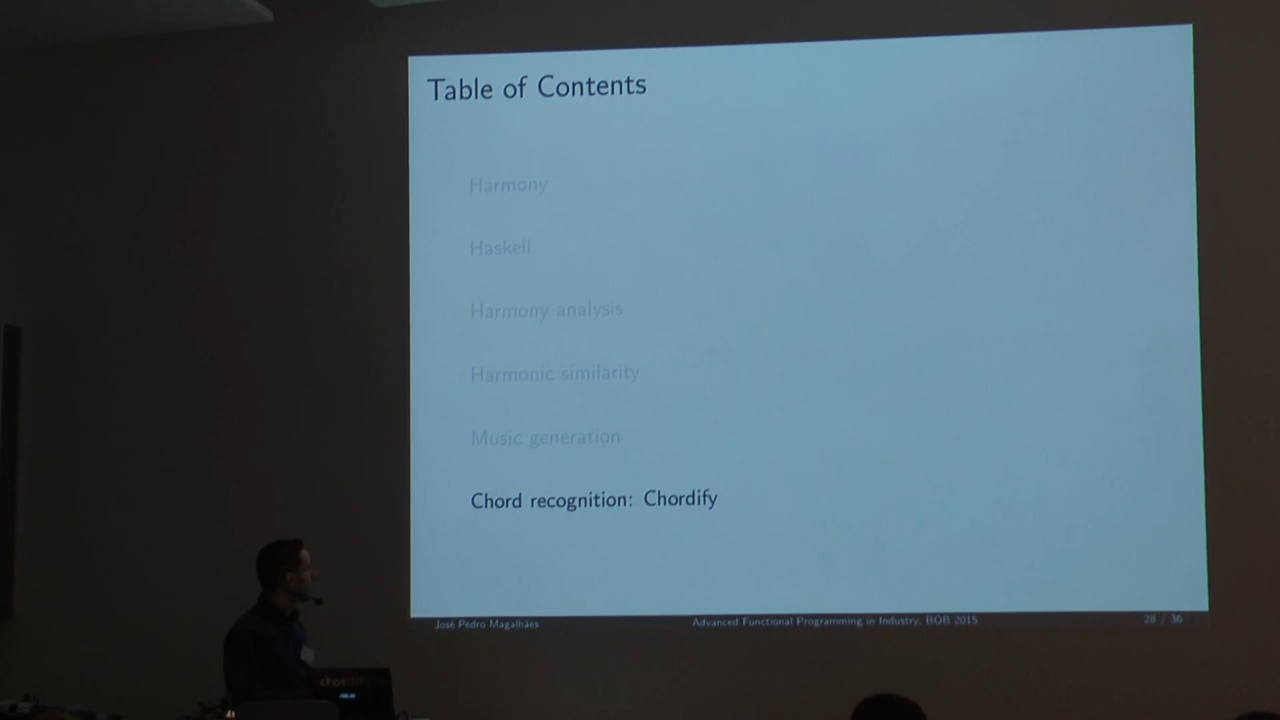 Table of Contents
Harmony
Haskell
Harmony analysis
Harmonic similarity
Music generation
Chord recognition: Chordify
José Pedro Magalhães
Advanced Functional Programming in Industry, BOB 2015
28 / 36
chordify